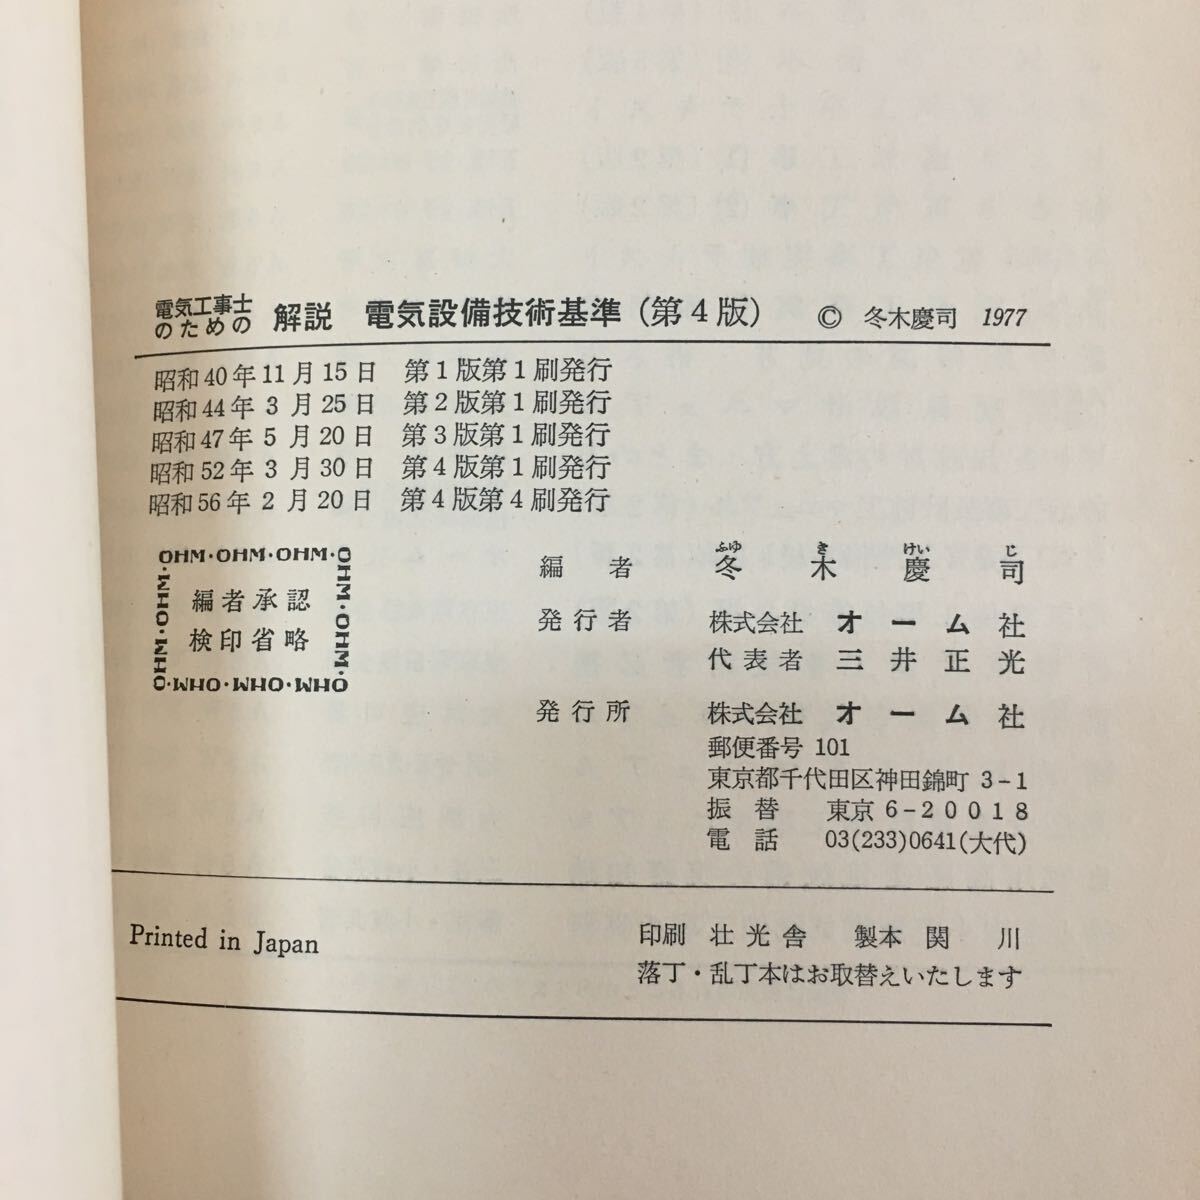 電気工事士のための 解説 電気設備技術基準（第4版） © 冬木慶司 1977
昭和40年11月15日 第1版第1刷発行
昭和44年3月25日 第2版第1刷発行
昭和47年5月20日 第3版第1刷発行
昭和52年3月30日 第4版第1刷発行
昭和56年2月20日 第4版第4刷発行
OHM・OHM・OHM・OHM・OHM・OHM・OHM・OHM・OHM・OHM
編者承認
検印省略
ふゆ き けい じ
編者 冬木慶司
発行者 株式会社 オーム社
代表者 三井正光
発行所 株式会社 オーム社
郵便番号 101
東京都千代田区神田錦町 3-1
振替 東京 6-20018
電話 03(233)0641(大代)
Printed in Japan
印刷 壮光舎 製本 関川
落丁・乱丁本はお取替えいたします